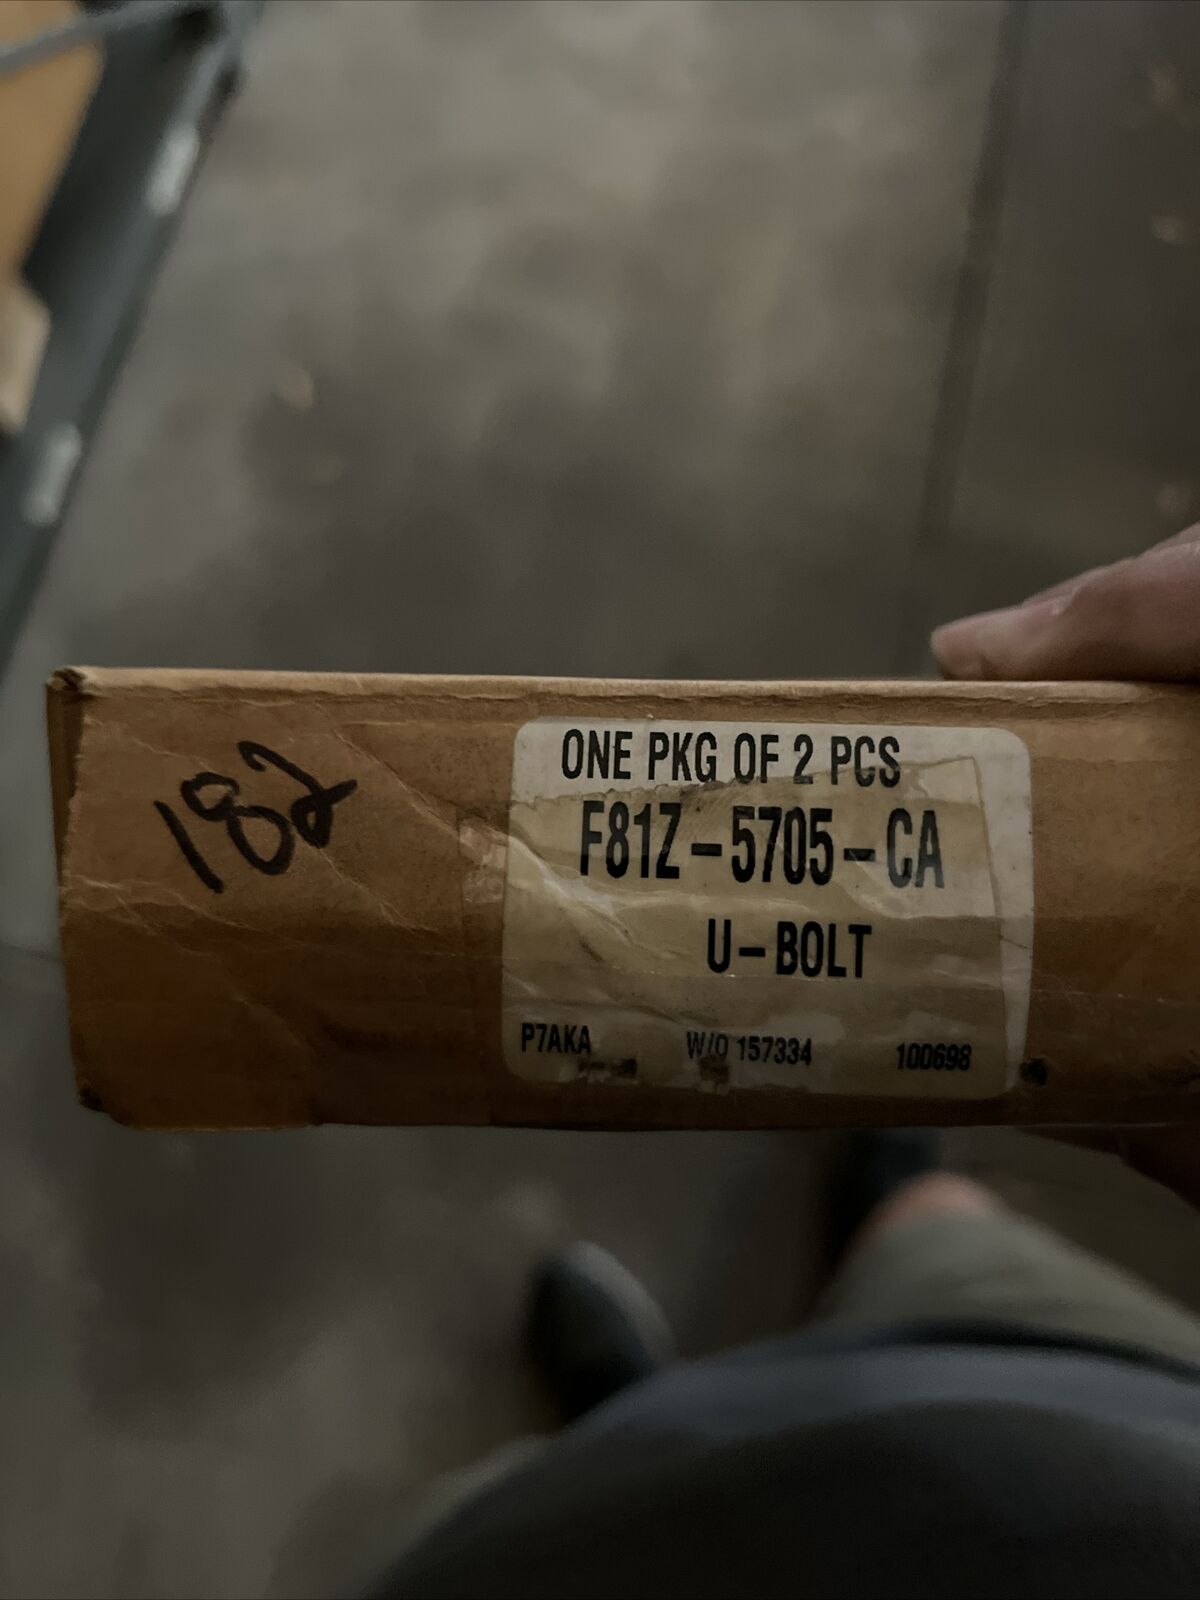 182
ONE PKG OF 2 PCS
F81Z-5705-CA
U-BOLT
P7AKA W/O 157334 100698